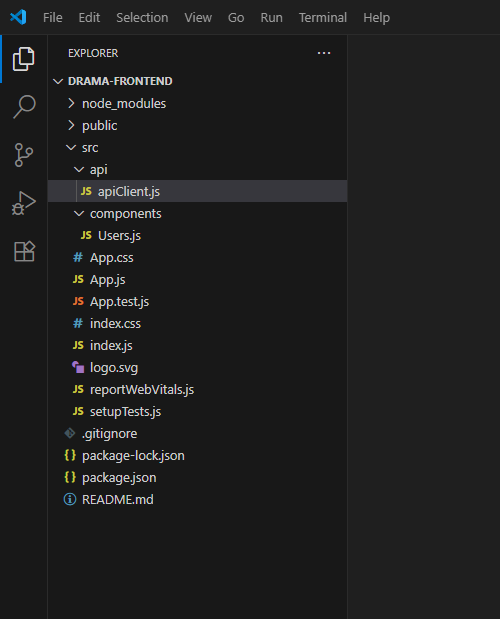 File Edit Selection View Go Run Terminal Help
EXPLORER
DRAMA-FRONTEND
node_modules
public
src
api
JS apiClient.js
components
JS Users.js
# App.css
JS App.js
JS App.test.js
# index.css
JS index.js
logo.svg
JS reportWebVitals.js
JS setupTests.js
.gitignore
{} package-lock.json
{} package.json
README.md